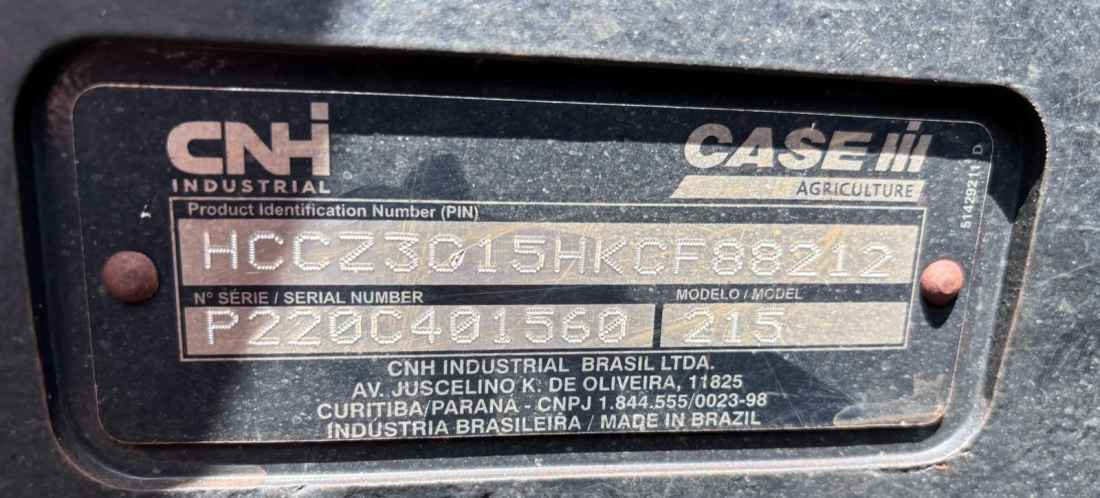 CNH
INDUSTRIAL
CASE III
AGRICULTURE
51429211 D
Product Identification Number (PIN)
HCCZ3Q15HKCF88212
N° SÉRIE / SERIAL NUMBER
MODELO / MODEL
P220C401560
215
CNH INDUSTRIAL BRASIL LTDA.
AV. JUSCELINO K. DE OLIVEIRA, 11825
CURITIBA/PARANÁ - CNPJ 1.844.555/0023-98
INDÚSTRIA BRASILEIRA / MADE IN BRAZIL